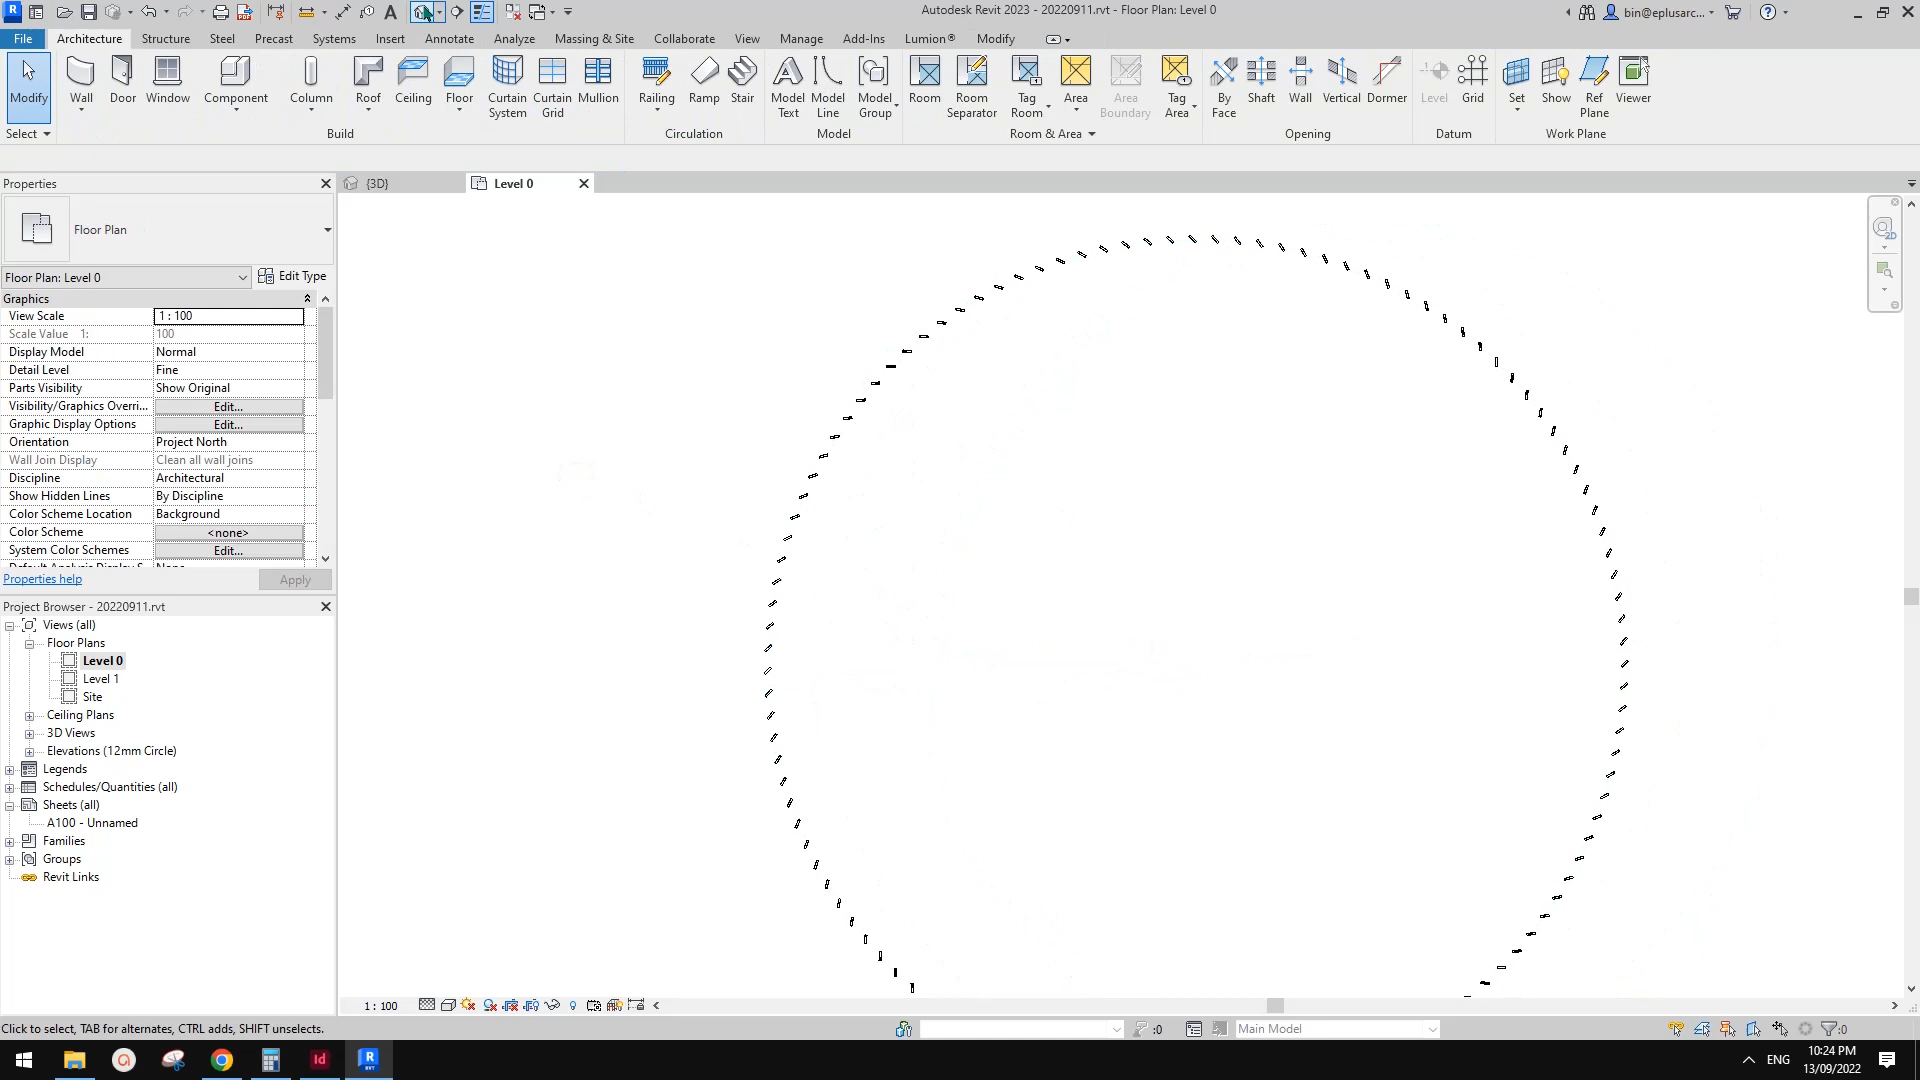 Autodesk Revit 2023 - 20220911.rvt - Floor Plan: Level 0
bin@eplusarc...
File Architecture Structure Steel Precast Systems Insert Annotate Analyze Massing & Site Collaborate View Manage Add-Ins Lumion® Modify
Modify Wall Door Window Component Column Roof Ceiling Floor Curtain System Curtain Grid Mullion Railing Ramp Stair Model Text Model Line Model Group Room Room Separator Tag Room Area Area Boundary Tag Area By Face Shaft Wall Vertical Dormer Level Grid Set Show Ref Plane Viewer
Select Build Circulation Model Room & Area Opening Datum Work Plane
Properties
{3D} Level 0
Floor Plan
Floor Plan: Level 0 Edit Type
Graphics
View Scale 1 : 100
Scale Value 1: 100
Display Model Normal
Detail Level Fine
Parts Visibility Show Original
Visibility/Graphics Overri... Edit...
Graphic Display Options Edit...
Orientation Project North
Wall Join Display Clean all wall joins
Discipline Architectural
Show Hidden Lines By Discipline
Color Scheme Location Background
Color Scheme <none>
System Color Schemes Edit...
Properties help Apply
Project Browser - 20220911.rvt
Views (all)
Floor Plans
Level 0
Level 1
Site
Ceiling Plans
3D Views
Elevations (12mm Circle)
Legends
Schedules/Quantities (all)
Sheets (all)
A100 - Unnamed
Families
Groups
Revit Links
1 : 100
Click to select, TAB for alternates, CTRL adds, SHIFT unselects.
:0
Main Model
:0
ENG
10:24 PM
13/09/2022